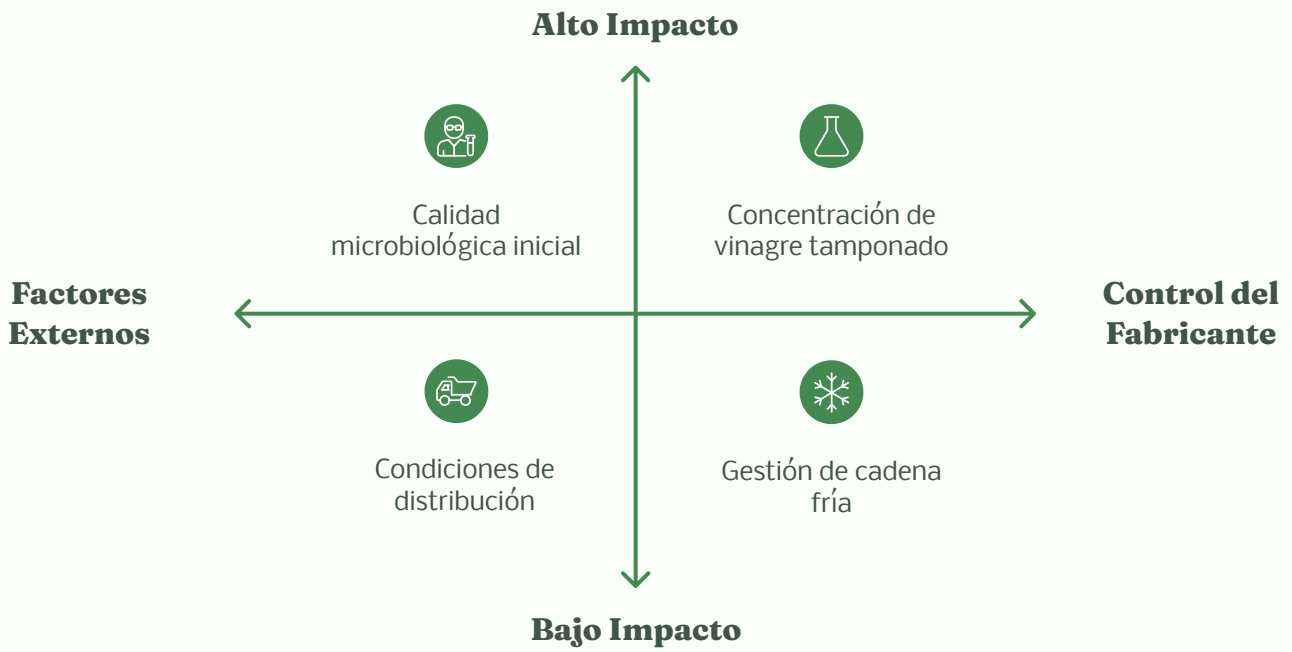 Alto Impacto
Calidad
microbiológica inicial
Concentración de
vinagre tamponado
Factores
Externos
Control del
Fabricante
Condiciones de
distribución
Gestión de cadena
fría
Bajo Impacto